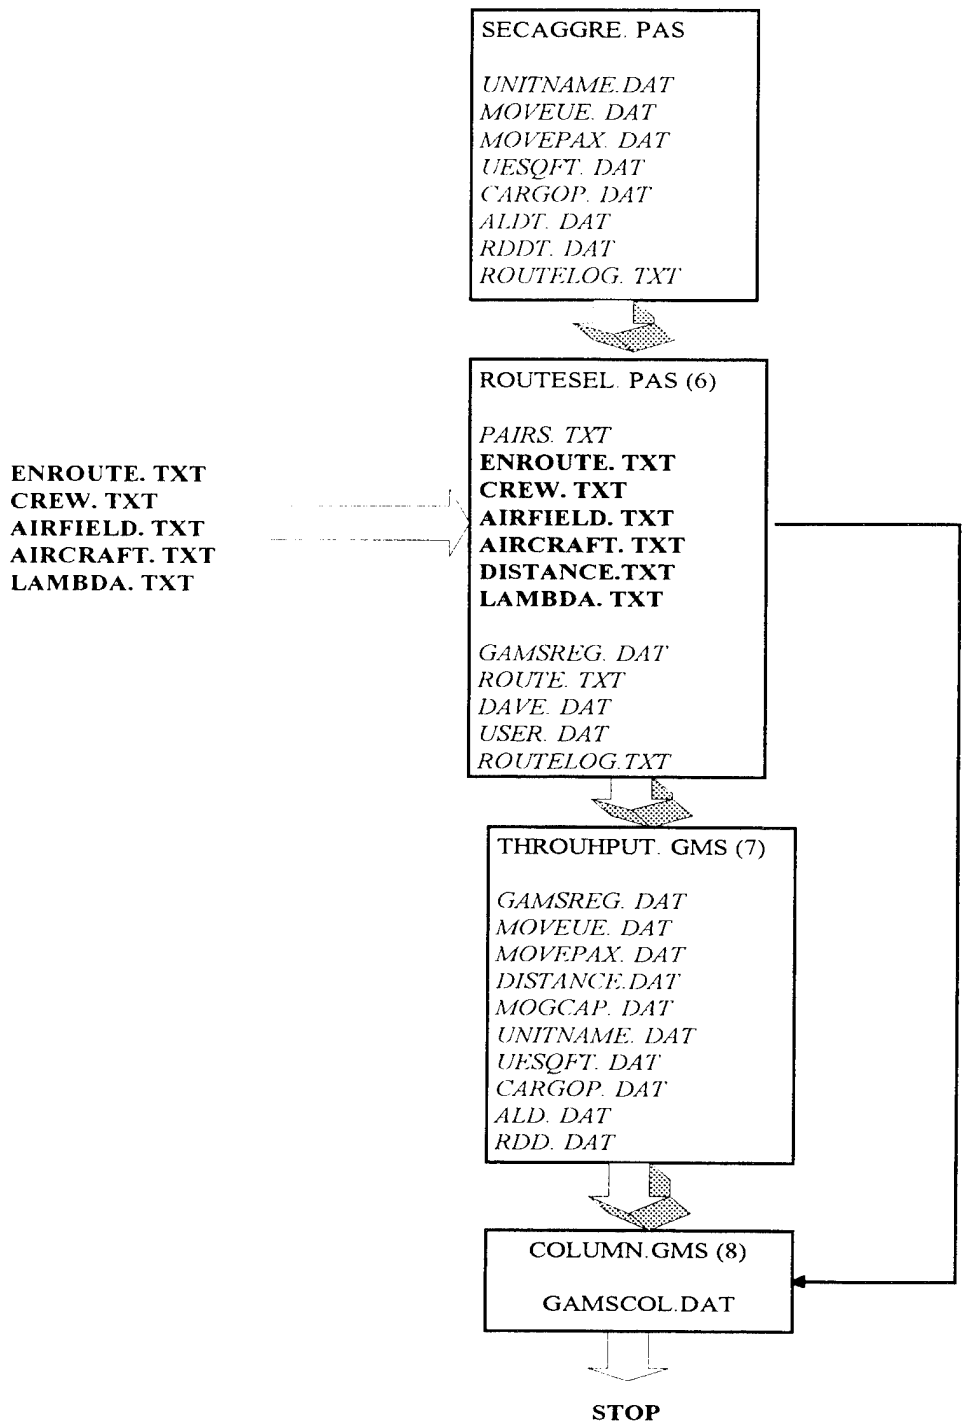 SECAGGRE. PAS
UNITNAME.DAT
MOVEUE. DAT
MOVEPAX. DAT
UESQFT. DAT
CARGOP. DAT
ALDT. DAT
RDDT. DAT
ROUTELOG. TXT
ENROUTE. TXT
CREW. TXT
AIRFIELD. TXT
AIRCRAFT. TXT
LAMBDA. TXT
ROUTESEL. PAS (6)
PAIRS. TXT
ENROUTE. TXT
CREW. TXT
AIRFIELD. TXT
AIRCRAFT. TXT
DISTANCE.TXT
LAMBDA. TXT
GAMSREG. DAT
ROUTE. TXT
DAVE. DAT
USER. DAT
ROUTELOG.TXT
THROUHPUT. GMS (7)
GAMSREG. DAT
MOVEUE. DAT
MOVEPAX. DAT
DISTANCE.DAT
MOGCAP. DAT
UNITNAME. DAT
UESQFT. DAT
CARGOP. DAT
ALD. DAT
RDD. DAT
COLUMN.GMS (8)
GAMSCOL.DAT
STOP